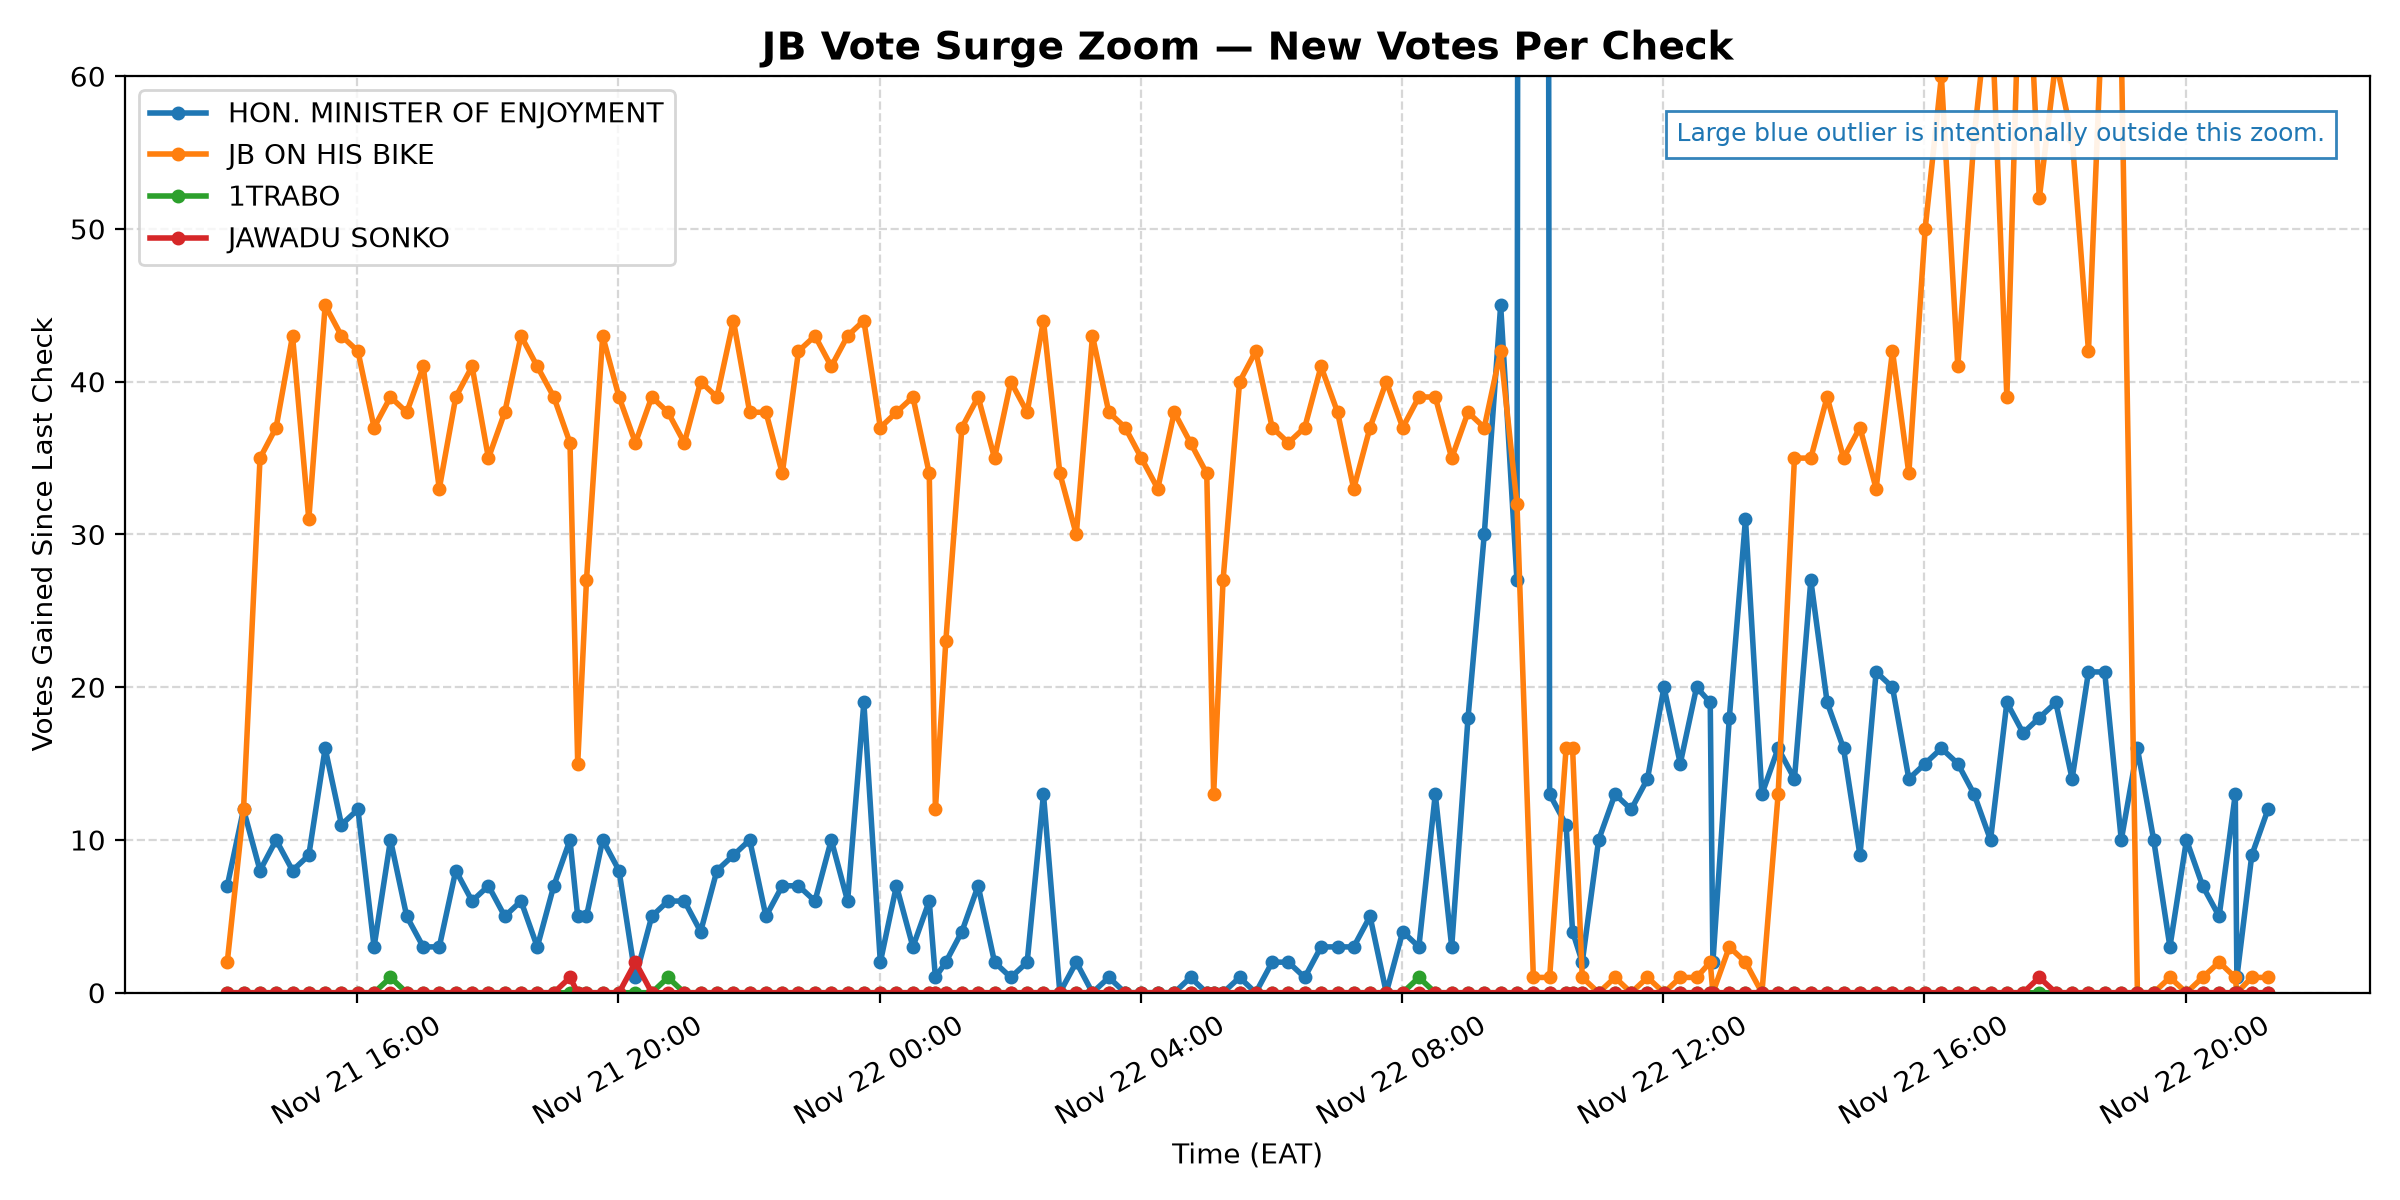 JB Vote Surge Zoom — New Votes Per Check
HON. MINISTER OF ENJOYMENT
JB ON HIS BIKE
1TRABO
JAWADU SONKO
Large blue outlier is intentionally outside this zoom.
Votes Gained Since Last Check
60
50
40
30
20
10
0
Nov 21 16:00
Nov 21 20:00
Nov 22 00:00
Nov 22 04:00
Nov 22 08:00
Nov 22 12:00
Nov 22 16:00
Nov 22 20:00
Time (EAT)